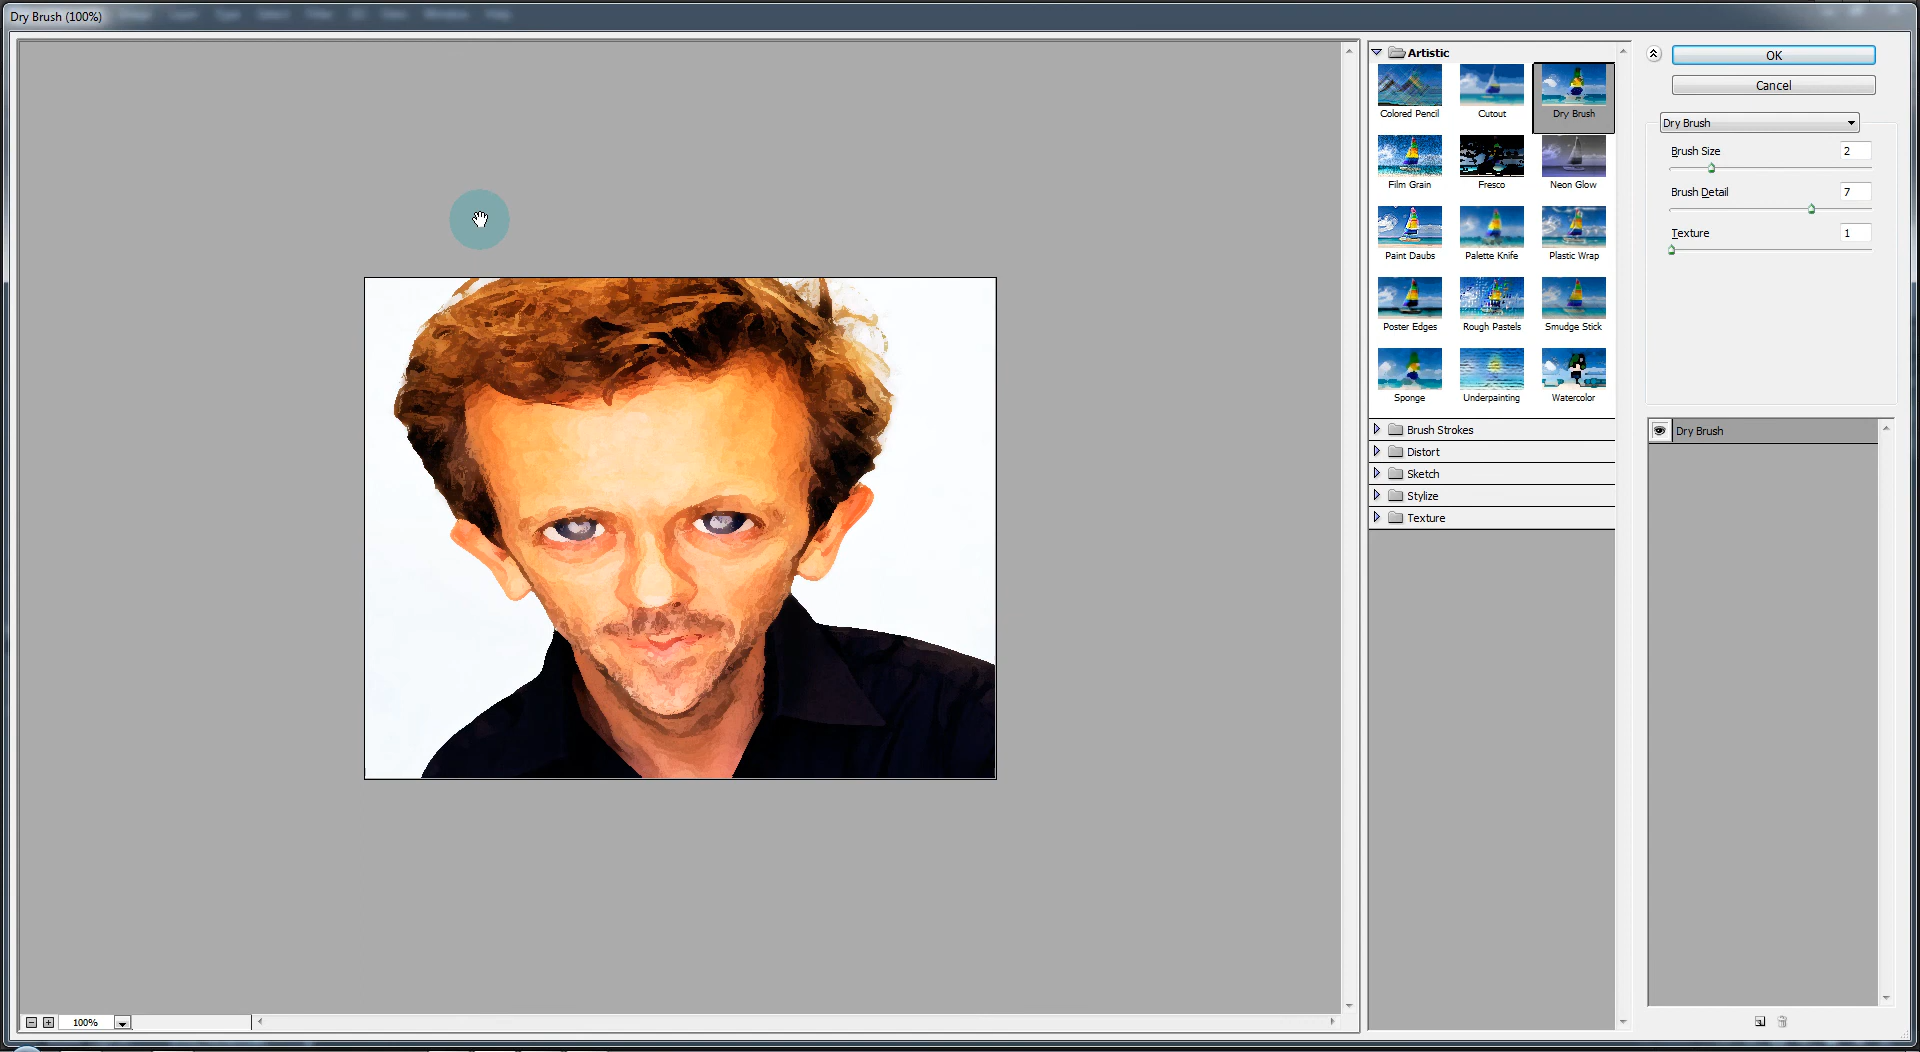 Dry Brush (100%)
Artistic
Colored Pencil
Cutout
Dry Brush
Film Grain
Fresco
Neon Glow
Paint Daubs
Palette Knife
Plastic Wrap
Poster Edges
Rough Pastels
Smudge Stick
Sponge
Underpainting
Watercolor
Brush Strokes
Distort
Sketch
Stylize
Texture
OK
Cancel
Dry Brush
Brush Size 2
Brush Detail 7
Texture 1
Dry Brush
100%